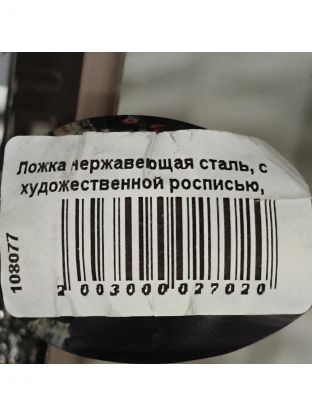 Ложка нержавеющая сталь, с
художественной росписью,
108077
2 003000 027020